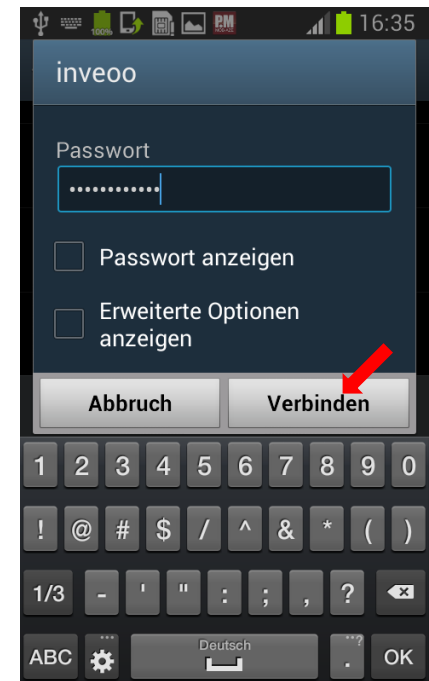 100%
P.M
16:35
inveoo
Passwort
••••••••••••
Passwort anzeigen
Erweiterte Optionen
anzeigen
Abbruch Verbinden
1 2 3 4 5 6 7 8 9 0
! @ # $ / ^ & * ( )
1/3 - ' " : ; , ?
ABC Deutsch . OK